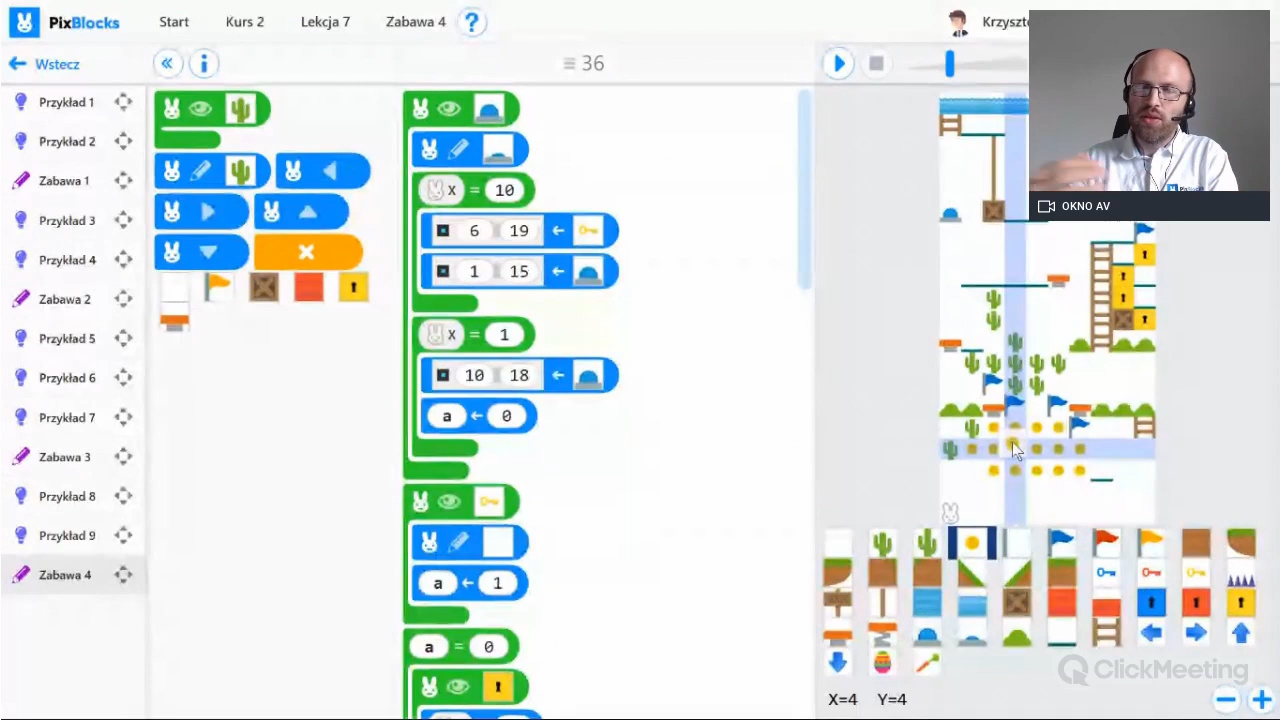 PixBlocks
Start
Kurs 2
Lekcja 7
Zabawa 4
?
Krzyszto
Wstecz
36
Przykład 1
Przykład 2
Zabawa 1
Przykład 3
Przykład 4
Zabawa 2
Przykład 5
Przykład 6
Przykład 7
Zabawa 3
Przykład 8
Przykład 9
Zabawa 4
x = 10
6 19
1 15
x = 1
10 18
a ← 0
a ← 1
a = 0
OKNO AV
X=4 Y=4
ClickMeeting